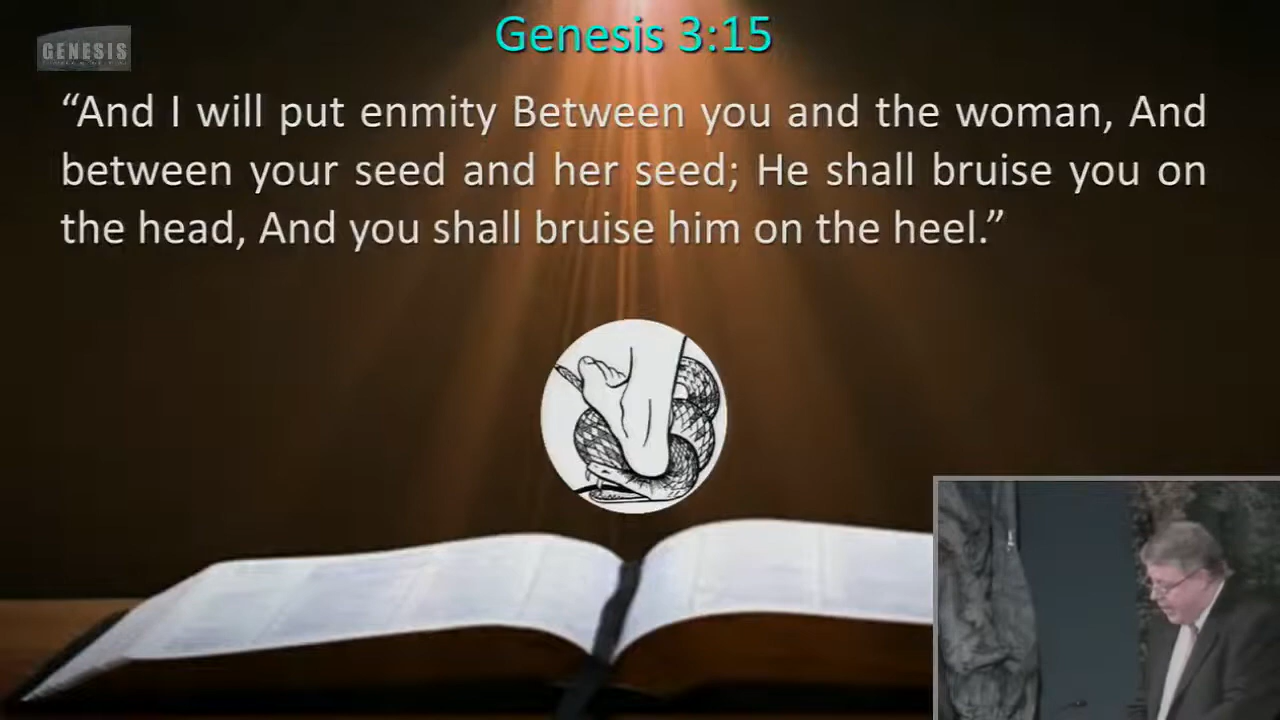 Genesis 3:15
GENESIS
“And I will put enmity Between you and the woman, And
between your seed and her seed; He shall bruise you on
the head, And you shall bruise him on the heel.”